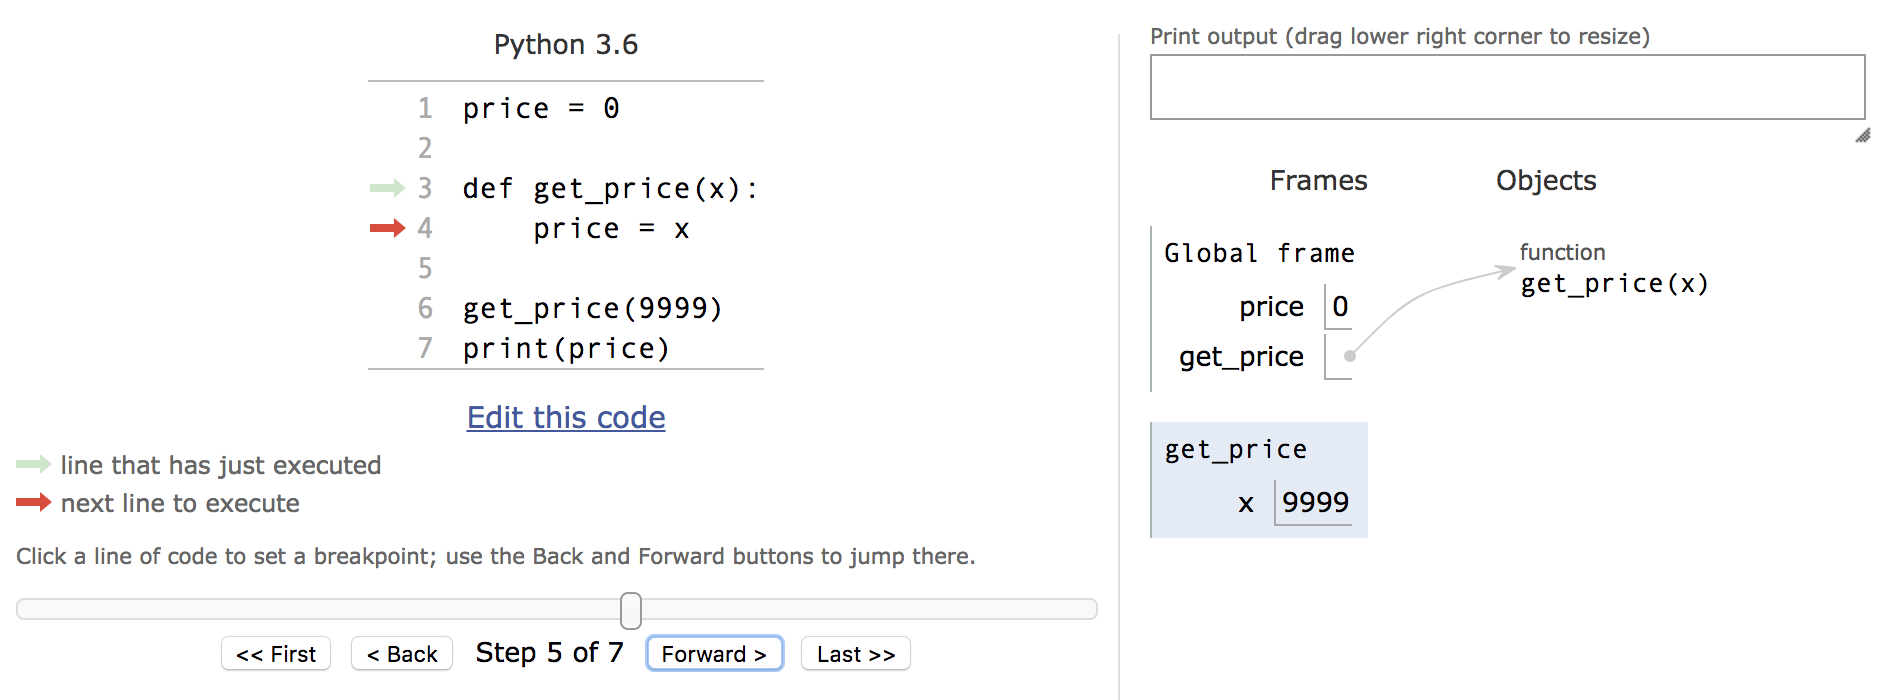 Python 3.6
1 price = 0
2
3 def get_price(x):
4     price = x
5
6 get_price(9999)
7 print(price)
Edit this code
line that has just executed
next line to execute
Click a line of code to set a breakpoint; use the Back and Forward buttons to jump there.
<< First < Back Step 5 of 7 Forward > Last >>
Print output (drag lower right corner to resize)
Frames Objects
Global frame
price 0
get_price
function
get_price(x)
get_price
x 9999